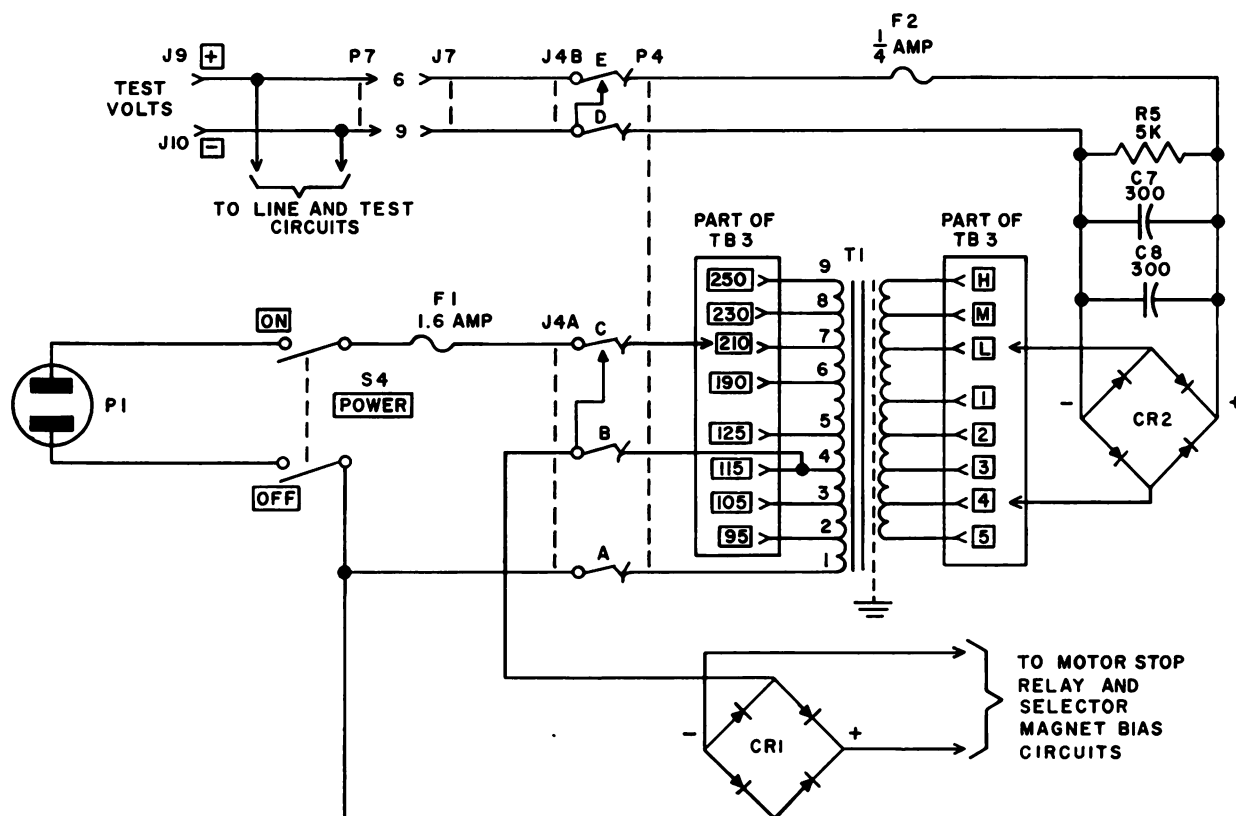 F2
1/4 AMP
J9 + P7 J7 J4B E P4
6
TEST VOLTS
D
9
J10 -
TO LINE AND TEST
CIRCUITS
R5
5K
C7
300
C8
300
PART OF
TB3
T1
PART OF
TB3
250 9 H
230 8 M
210 7 L
190 6 1
125 5 2
115 4 3
105 3 4
95 2 5
1
F1
1.6 AMP
J4A C
ON
S4
POWER
P1
OFF
B
A
- CR2 +
- CR1 +
TO MOTOR STOP
RELAY AND
SELECTOR
MAGNET BIAS
CIRCUITS